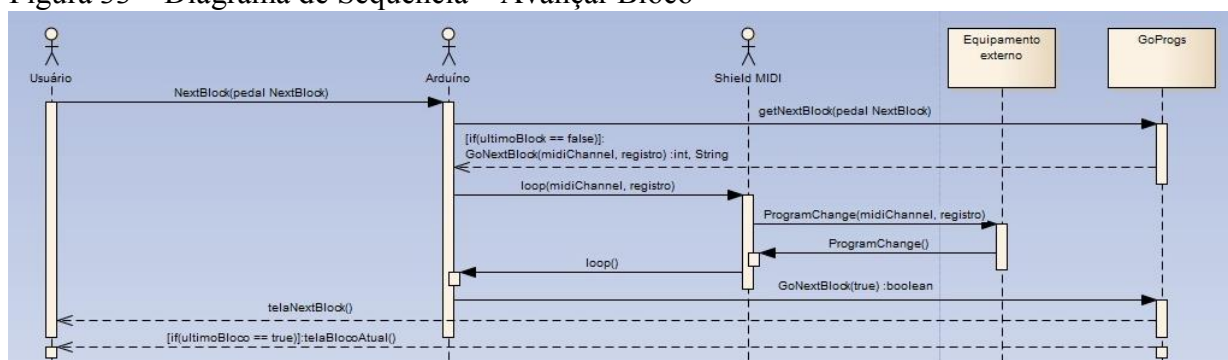 Figura 33 – Diagrama de Sequência – Avançar Bloco
Usuário
Arduíno
Shield MIDI
Equipamento
externo
GoProgs
NextBlock(pedal NextBlock)
getNextBlock(pedal NextBlock)
[if(ultimoBlock == false)]:
GoNextBlock(midiChannel, registro) :int, String
loop(midiChannel, registro)
ProgramChange(midiChannel, registro)
ProgramChange()
loop()
GoNextBlock(true) :boolean
telaNextBlock()
[if(ultimoBloco == true)]:telaBlocoAtual()